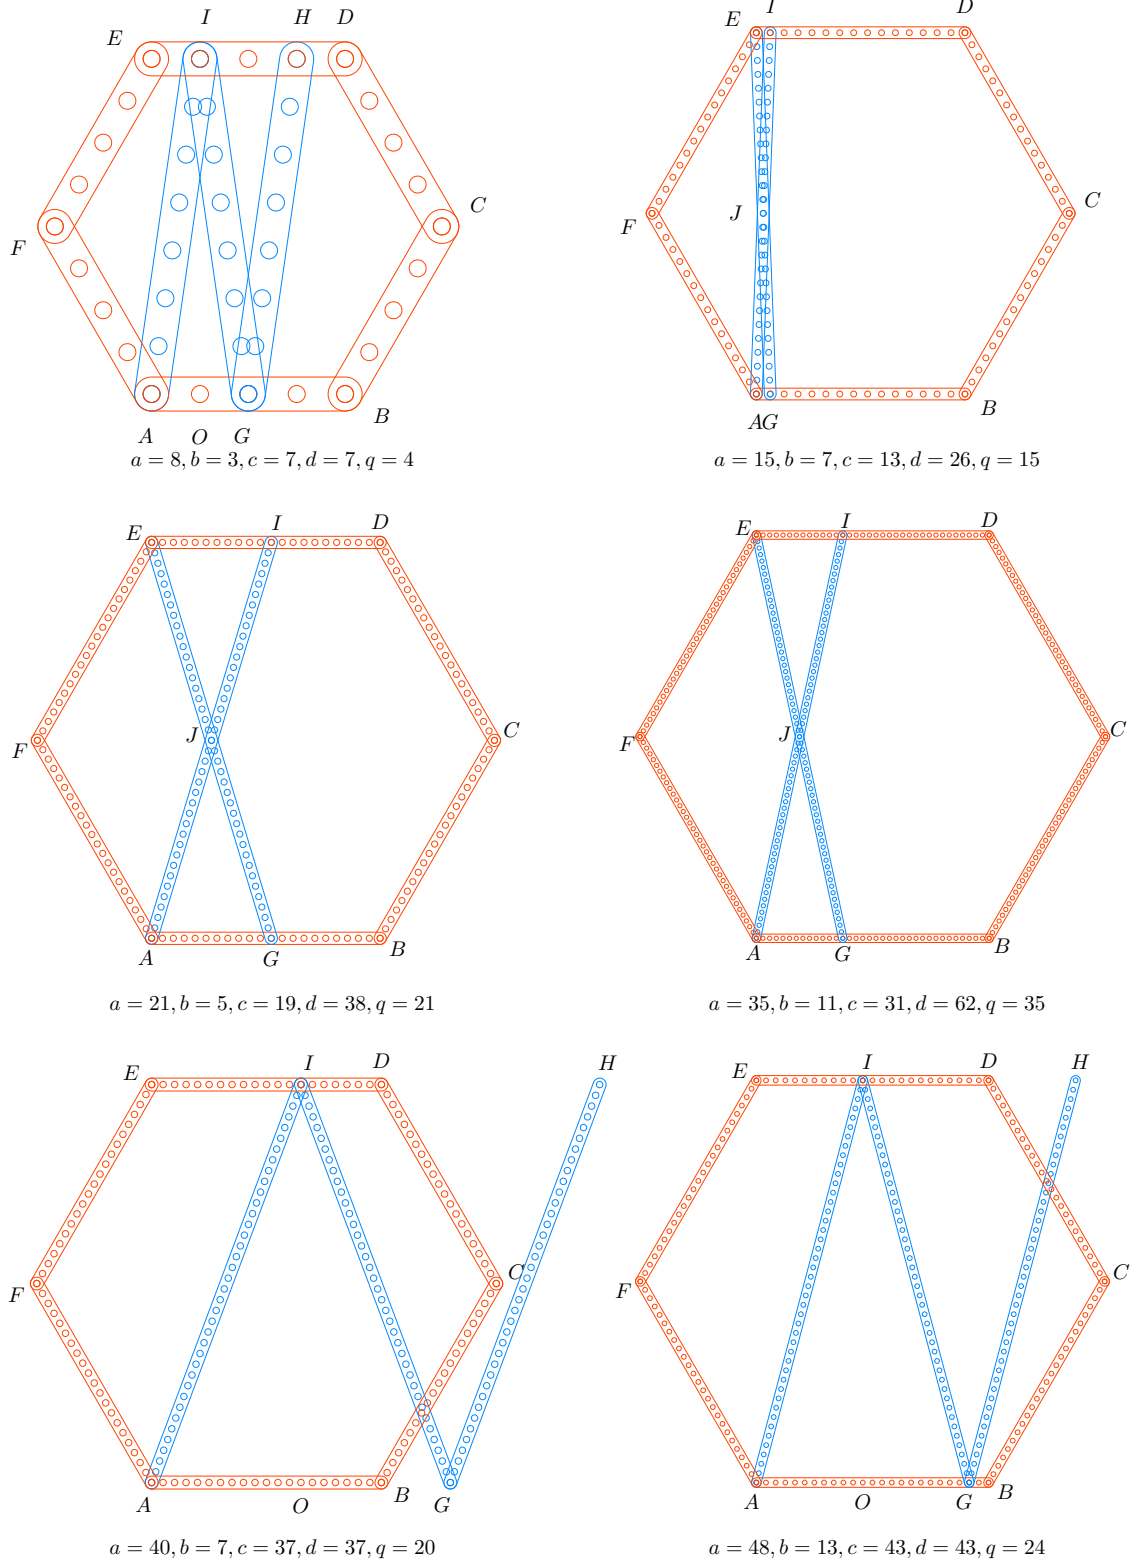 I H D
E
F C
A O G B
a = 8, b = 3, c = 7, d = 7, q = 4
I D
E
F J C
AG B
a = 15, b = 7, c = 13, d = 26, q = 15
E I D
F J C
A G B
a = 21, b = 5, c = 19, d = 38, q = 21
E I D
F J C
A G B
a = 35, b = 11, c = 31, d = 62, q = 35
E I D H
F C
A O B G
a = 40, b = 7, c = 37, d = 37, q = 20
E I D H
F C
A O G B
a = 48, b = 13, c = 43, d = 43, q = 24